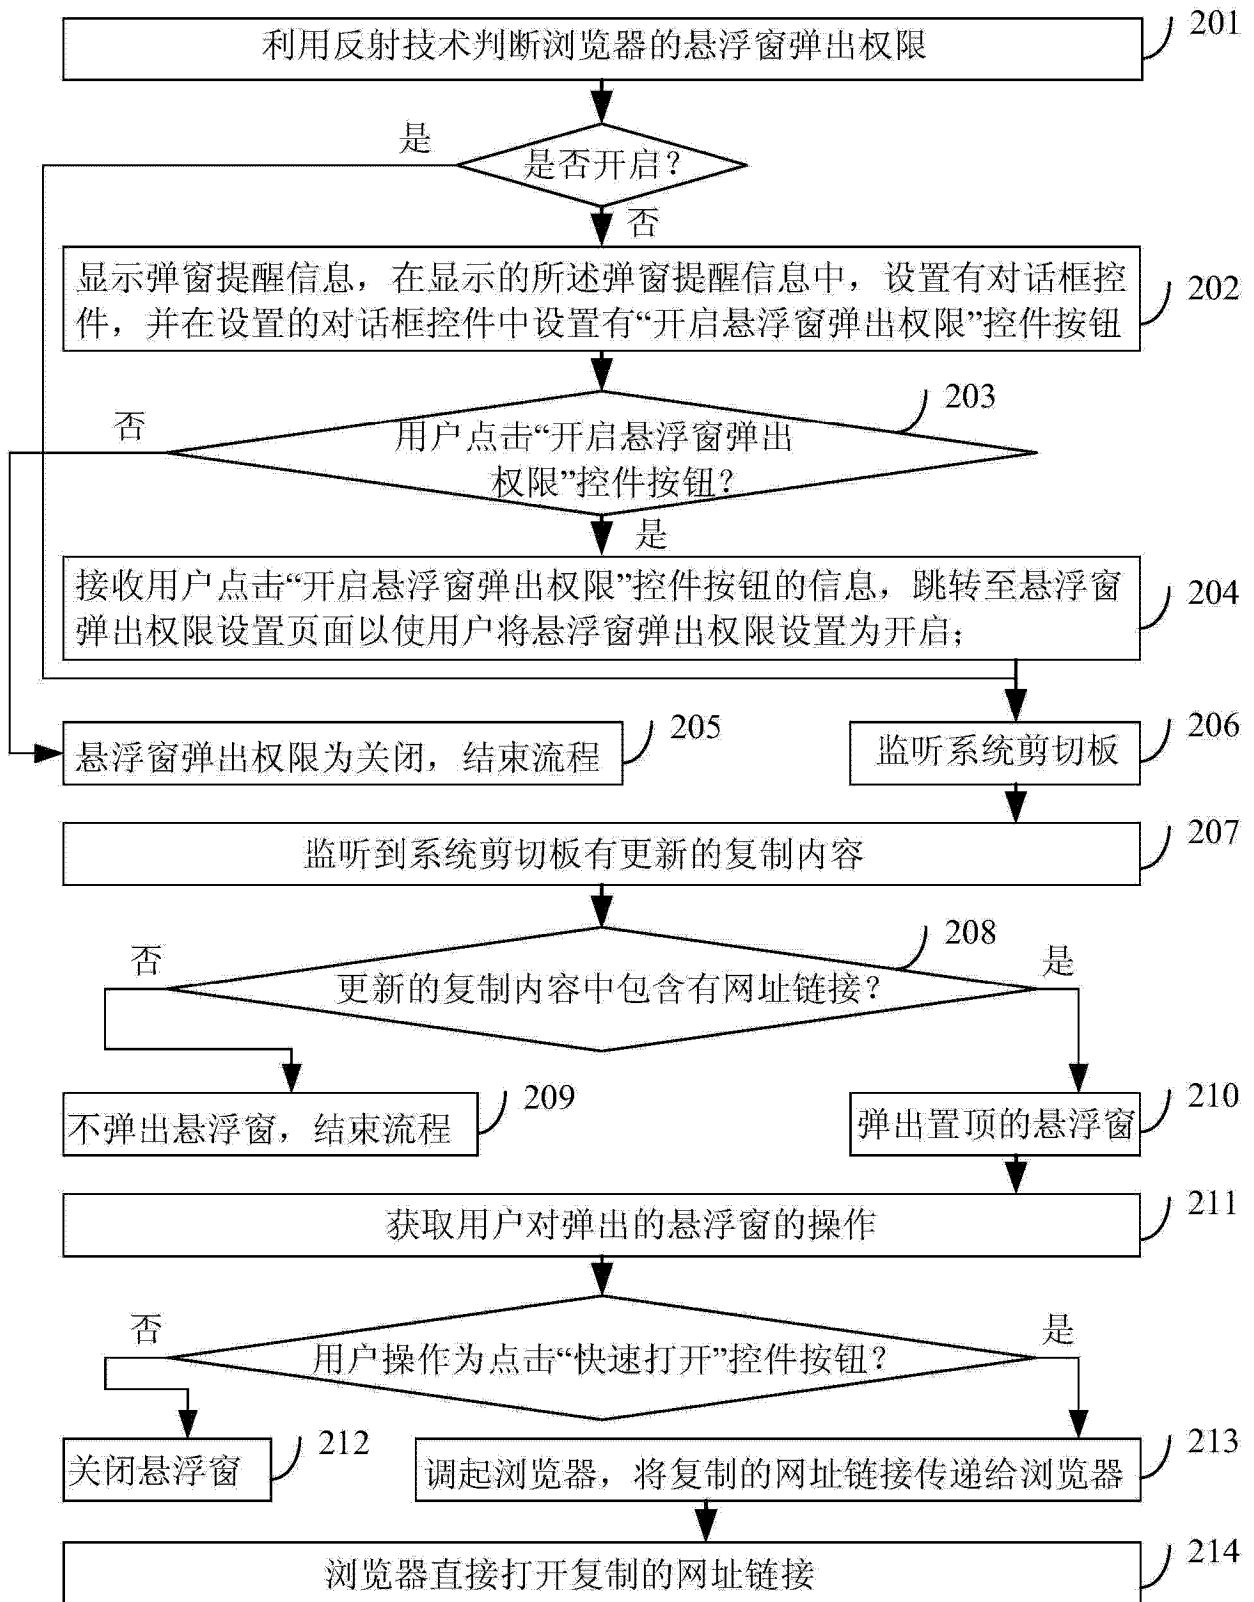 利用反射技术判断浏览器的悬浮窗弹出权限
201
是
是否开启？
否
显示弹窗提醒信息，在显示的所述弹窗提醒信息中，设置有对话框控
件，并在设置的对话框控件中设置有“开启悬浮窗弹出权限”控件按钮
202
203
否
用户点击“开启悬浮窗弹出
权限”控件按钮？
是
接收用户点击“开启悬浮窗弹出权限”控件按钮的信息，跳转至悬浮窗
弹出权限设置页面以使用户将悬浮窗弹出权限设置为开启；
204
悬浮窗弹出权限为关闭，结束流程
205
监听系统剪切板
206
监听到系统剪切板有更新的复制内容
207
208
否
更新的复制内容中包含有网址链接？
是
不弹出悬浮窗，结束流程
209
弹出置顶的悬浮窗
210
获取用户对弹出的悬浮窗的操作
211
否
用户操作为点击“快速打开”控件按钮？
是
关闭悬浮窗
212
调起浏览器，将复制的网址链接传递给浏览器
213
浏览器直接打开复制的网址链接
214